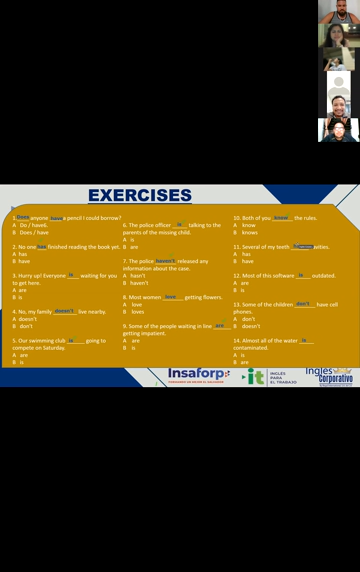 EXERCISES
1. Does anyone have a pencil I could borrow?
A Do / have6.
B Does / have
2. No one has finished reading the book yet.
A has
B have
3. Hurry up! Everyone is waiting for you
to get here.
A are
B is
4. No, my family doesn't live nearby.
A doesn't
B don't
5. Our swimming club is going to
compete on Saturday.
A are
B is
6. The police officer is talking to the
parents of the missing child.
A is
B are
7. The police haven't released any
information about the case.
A hasn't
B haven't
8. Most women love getting flowers.
A love
B loves
9. Some of the people waiting in line are
getting impatient.
A are
B is
10. Both of you know the rules.
A know
B knows
11. Several of my teeth
A has
B have
12. Most of this software is outdated.
A are
B is
13. Some of the children don't have cell
phones.
A don't
B doesn't
14. Almost all of the water is
contaminated.
A is
B are
Insaforp
it
INGLÉS
PARA
EL TRABAJO
Inglés
Corporativo